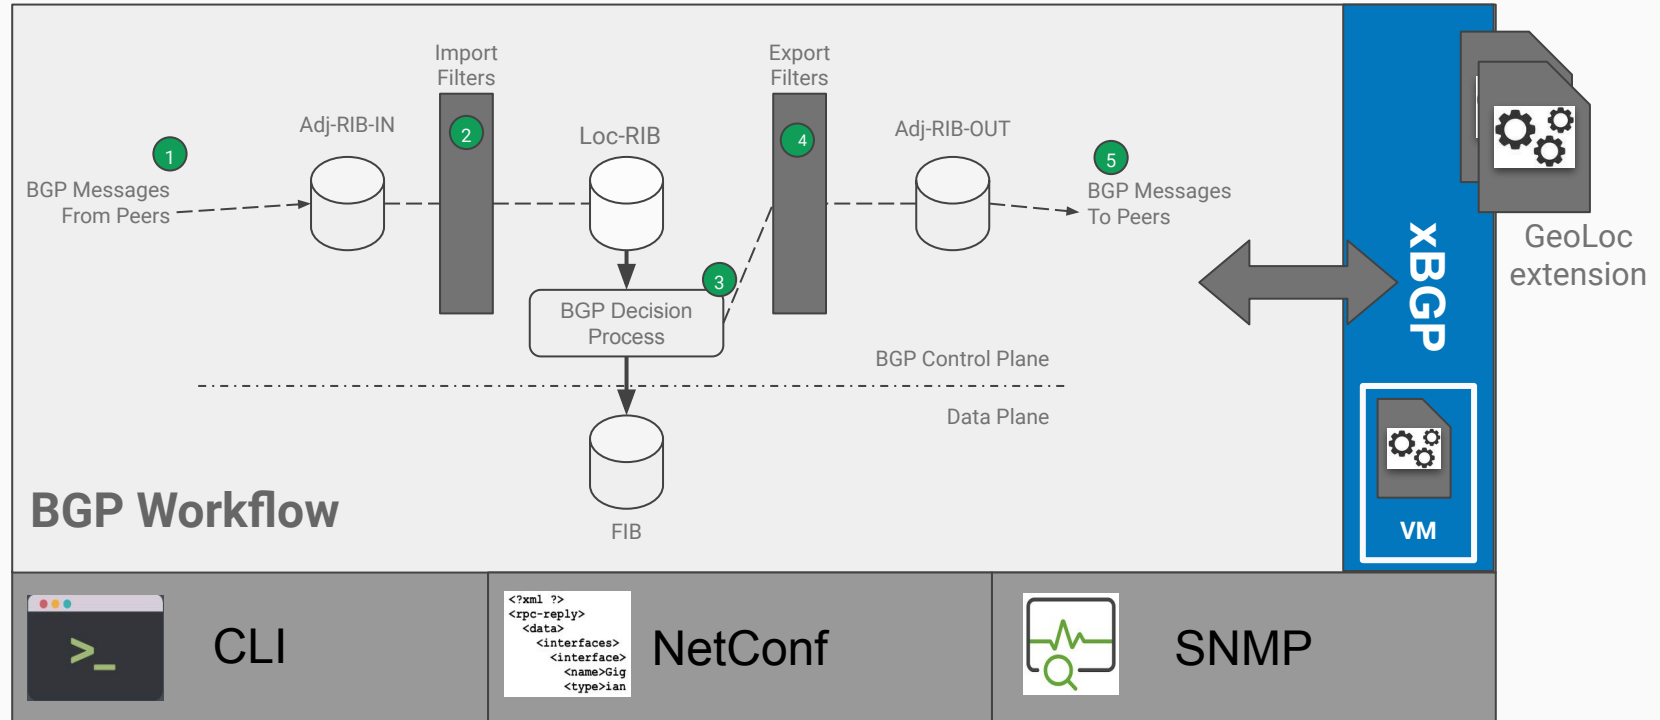 Import
Filters
Export
Filters
Adj-RIB-IN
2
Loc-RIB
4
Adj-RIB-OUT
1
5
BGP Messages
From Peers
BGP Messages
To Peers
3
BGP Decision
Process
BGP Control Plane
Data Plane
FIB
BGP Workflow
xBGP
VM
GeoLoc
extension
>_
CLI
<?xml ?>
<rpc-reply>
<data>
<interfaces>
<interface>
<name>Gig
<type>ian
NetConf
SNMP